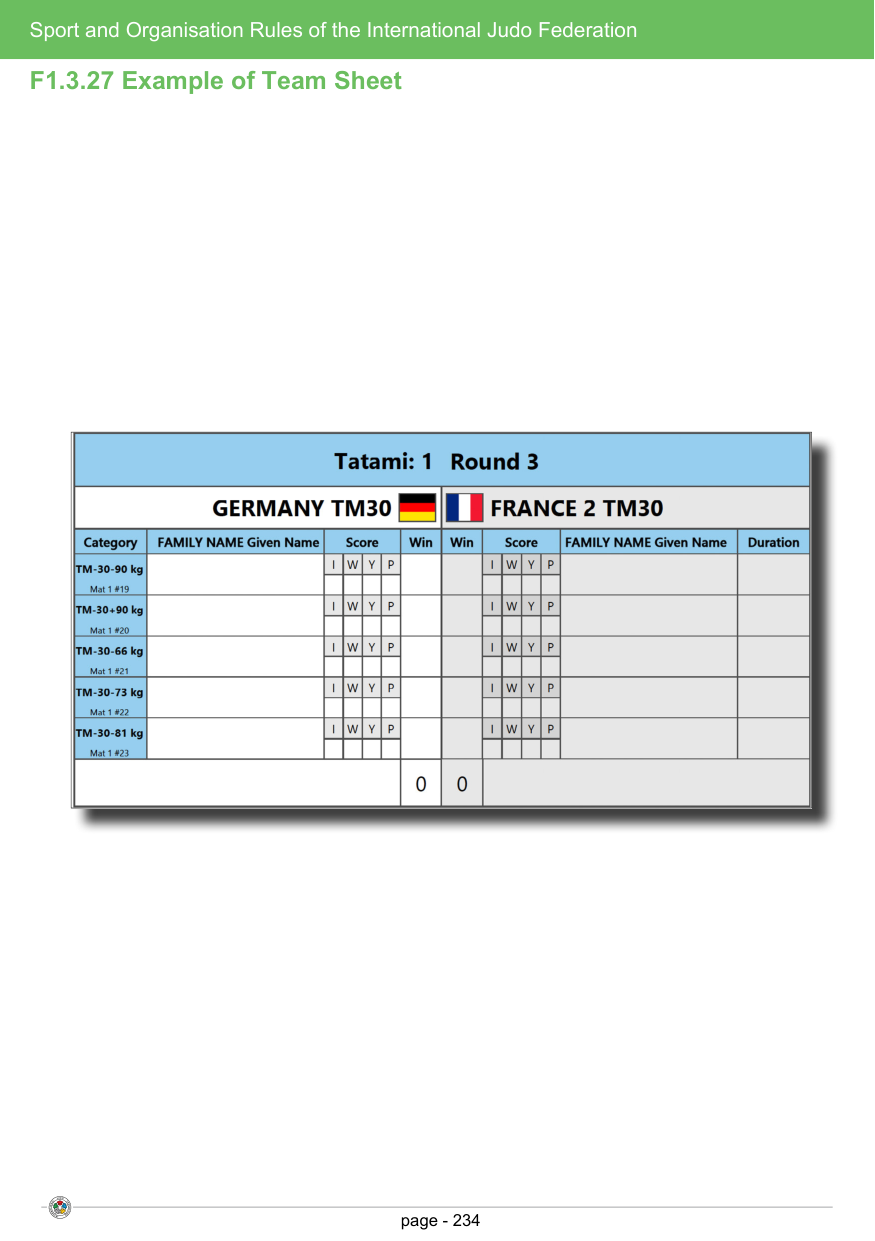 Sport and Organisation Rules of the International Judo Federation
F1.3.27 Example of Team Sheet
Tatami: 1 Round 3
GERMANY TM30 FRANCE 2 TM30
Category FAMILY NAME Given Name Score Win Win Score FAMILY NAME Given Name Duration
TM-30-90 kg I W Y P I W Y P
Mat 1 #19
TM-30+90 kg I W Y P I W Y P
Mat 1 #20
TM-30-66 kg I W Y P I W Y P
Mat 1 #21
TM-30-73 kg I W Y P I W Y P
Mat 1 #22
TM-30-81 kg I W Y P I W Y P
Mat 1 #23
0 0
page - 234